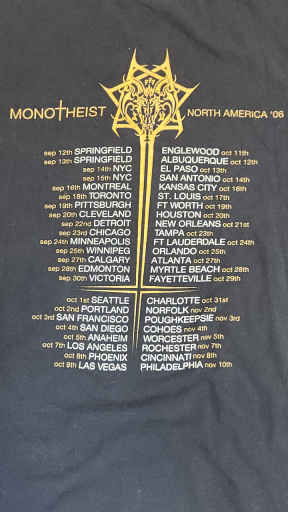 MONO†HEIST
NORTH AMERICA '06
sep 12th SPRINGFIELD
sep 13th SPRINGFIELD
sep 14th NYC
sep 15th NYC
sep 16th MONTREAL
sep 18th TORONTO
sep 19th PITTSBURGH
sep 20th CLEVELAND
sep 22nd DETROIT
sep 23rd CHICAGO
sep 24th MINNEAPOLIS
sep 25th WINNIPEG
sep 27th CALGARY
sep 28th EDMONTON
sep 30th VICTORIA
oct 1st SEATTLE
oct 2nd PORTLAND
oct 3rd SAN FRANCISCO
oct 4th SAN DIEGO
oct 5th ANAHEIM
oct 7th LOS ANGELES
oct 8th PHOENIX
oct 9th LAS VEGAS
ENGLEWOOD oct 11th
ALBUQUERQUE oct 12th
EL PASO oct 13th
SAN ANTONIO oct 14th
KANSAS CITY oct 16th
ST. LOUIS oct 17th
FT WORTH oct 19th
HOUSTON oct 20th
NEW ORLEANS oct 21st
TAMPA oct 23rd
FT LAUDERDALE oct 24th
ORLANDO oct 25th
ATLANTA oct 27th
MYRTLE BEACH oct 28th
FAYETTEVILLE oct 29th
CHARLOTTE oct 31st
NORFOLK nov 2nd
POUGHKEEPSIE nov 3rd
COHOES nov 4th
WORCESTER nov 5th
ROCHESTER nov 7th
CINCINNATI nov 8th
PHILADELPHIA nov 10th